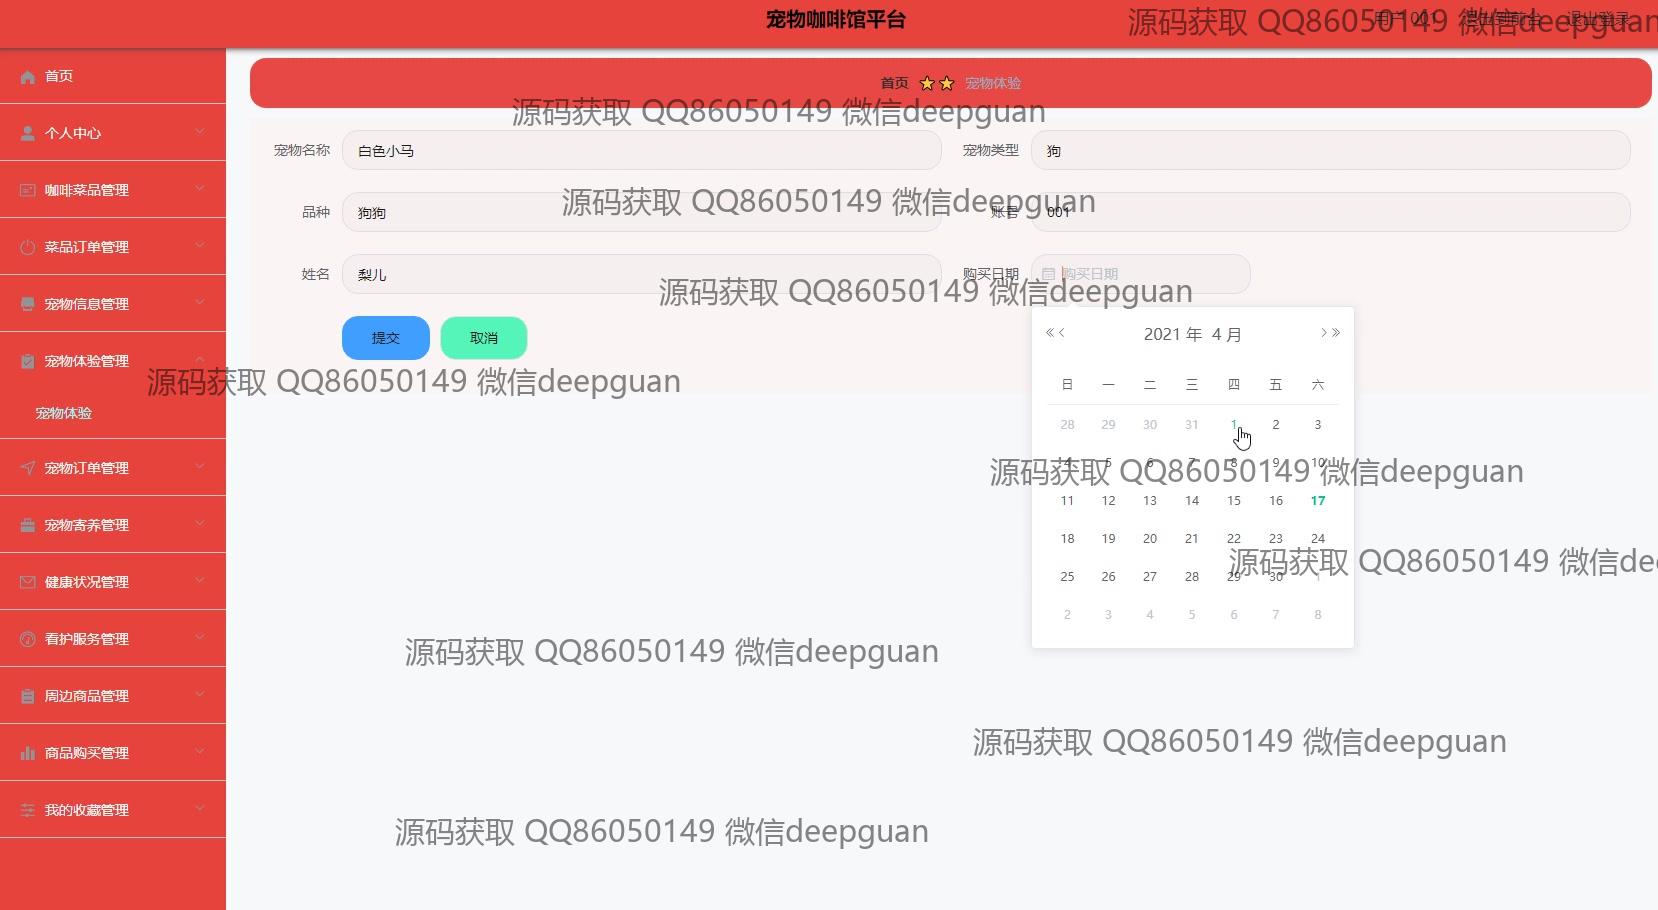 宠物咖啡馆平台
用户 001 退出到前台 退出登录
源码获取 QQ86050149 微信deepguan
首页 宠物体验
源码获取 QQ86050149 微信deepguan
首页
个人中心
咖啡菜品管理
菜品订单管理
宠物信息管理
宠物体验管理
宠物体验
宠物订单管理
宠物寄养管理
健康状况管理
看护服务管理
周边商品管理
商品购买管理
我的收藏管理
宠物名称 白色小马 宠物类型 狗
品种 狗狗 账号 001
源码获取 QQ86050149 微信deepguan
姓名 梨儿 购买日期 购买日期
源码获取 QQ86050149 微信deepguan
提交 取消
2021 年 4 月
日 一 二 三 四 五 六
28 29 30 31 1 2 3
4 5 6 7 8 9 10
11 12 13 14 15 16 17
18 19 20 21 22 23 24
25 26 27 28 29 30 1
2 3 4 5 6 7 8
源码获取 QQ86050149 微信deepguan
源码获取 QQ86050149 微信deepguan
源码获取 QQ86050149 微信dee
源码获取 QQ86050149 微信deepguan
源码获取 QQ86050149 微信deepguan
源码获取 QQ86050149 微信deepguan